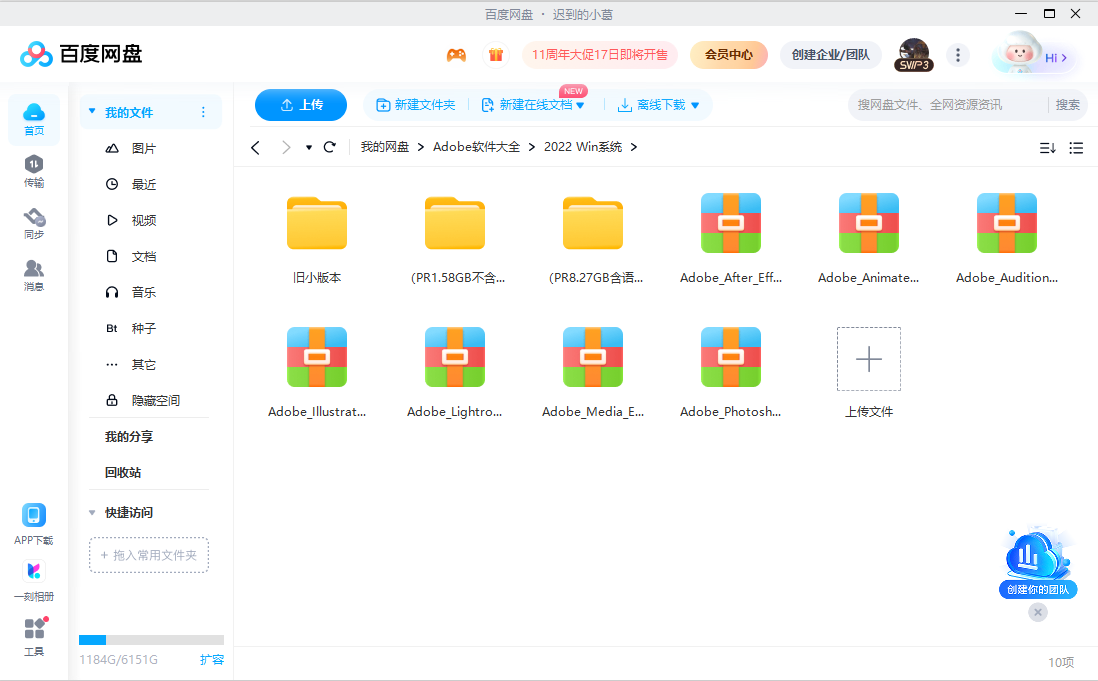 百度网盘 · 迟到的小墓
百度网盘
11周年大促17日即将开售
会员中心
创建企业/团队
SVIP3
Hi >
首页
传输
同步
消息
APP下载
一刻相册
工具
我的文件
图片
最近
视频
文档
音乐
Bt 种子
其它
隐藏空间
我的分享
回收站
快捷访问
+ 拖入常用文件夹
1184G/6151G 扩容
上传
新建文件夹
新建在线文档
NEW
离线下载
搜网盘文件、全网资源资讯
搜索
我的网盘 > Adobe软件大全 > 2022 Win系统 >
旧小版本
(PR1.58GB不含...
(PR8.27GB含语...
Adobe_After_Eff...
Adobe_Animate...
Adobe_Audition...
Adobe_Illustrat...
Adobe_Lightro...
Adobe_Media_E...
Adobe_Photosh...
上传文件
创建你的团队
10项